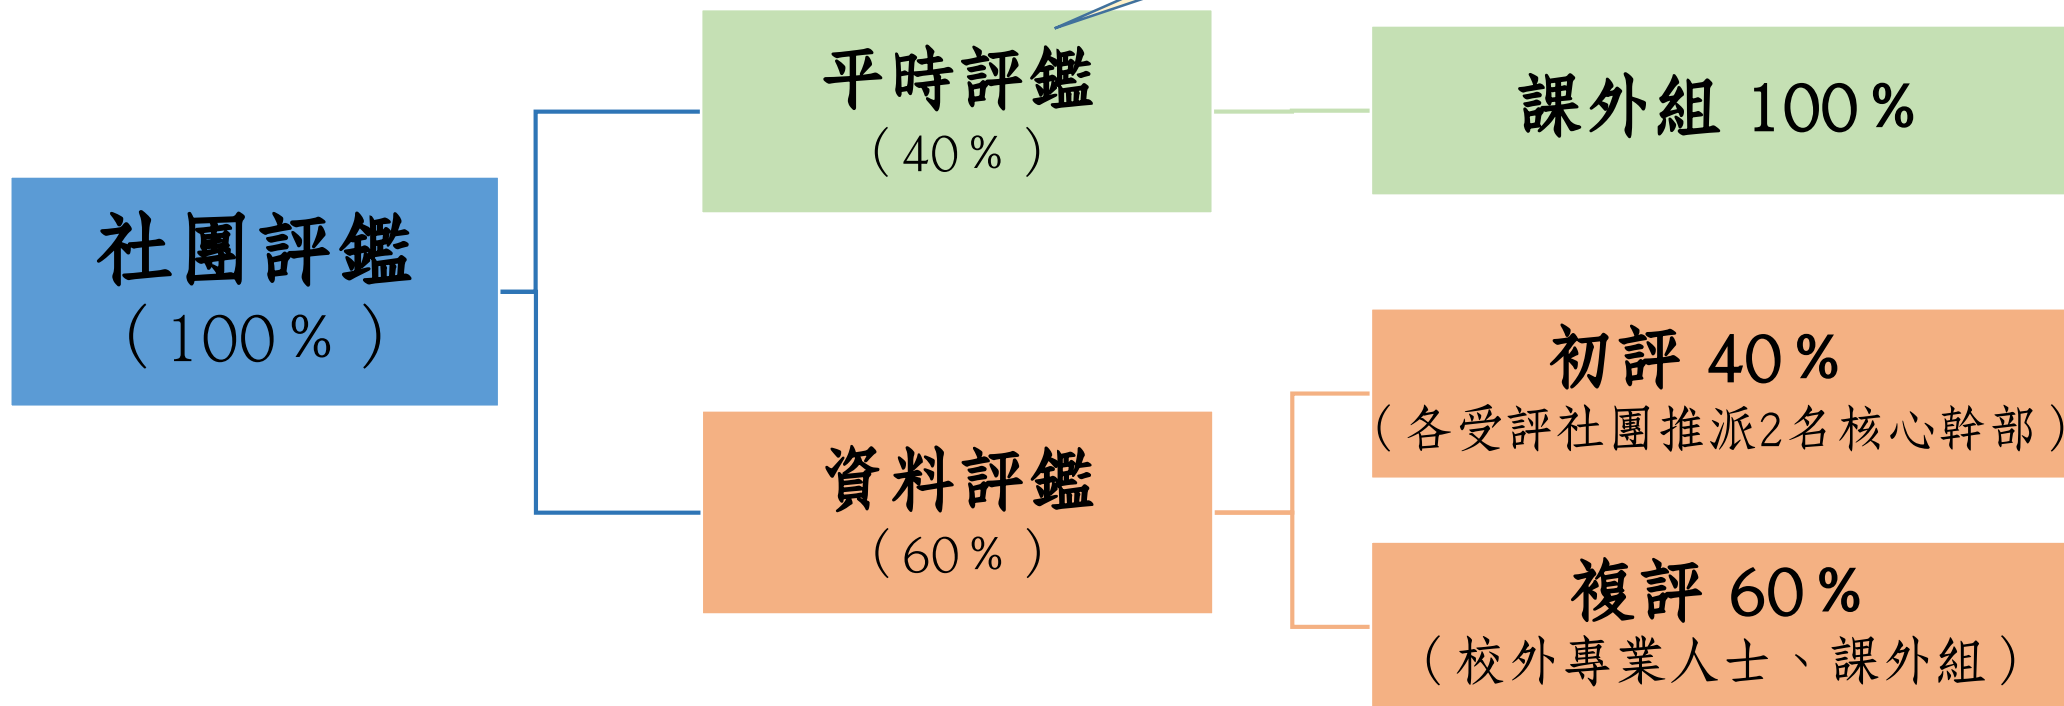 社團評鑑
（100%）
平時評鑑
（40%）
課外組 100%
資料評鑑
（60%）
初評 40%
（各受評社團推派2名核心幹部）
複評 60%
（校外專業人士、課外組）